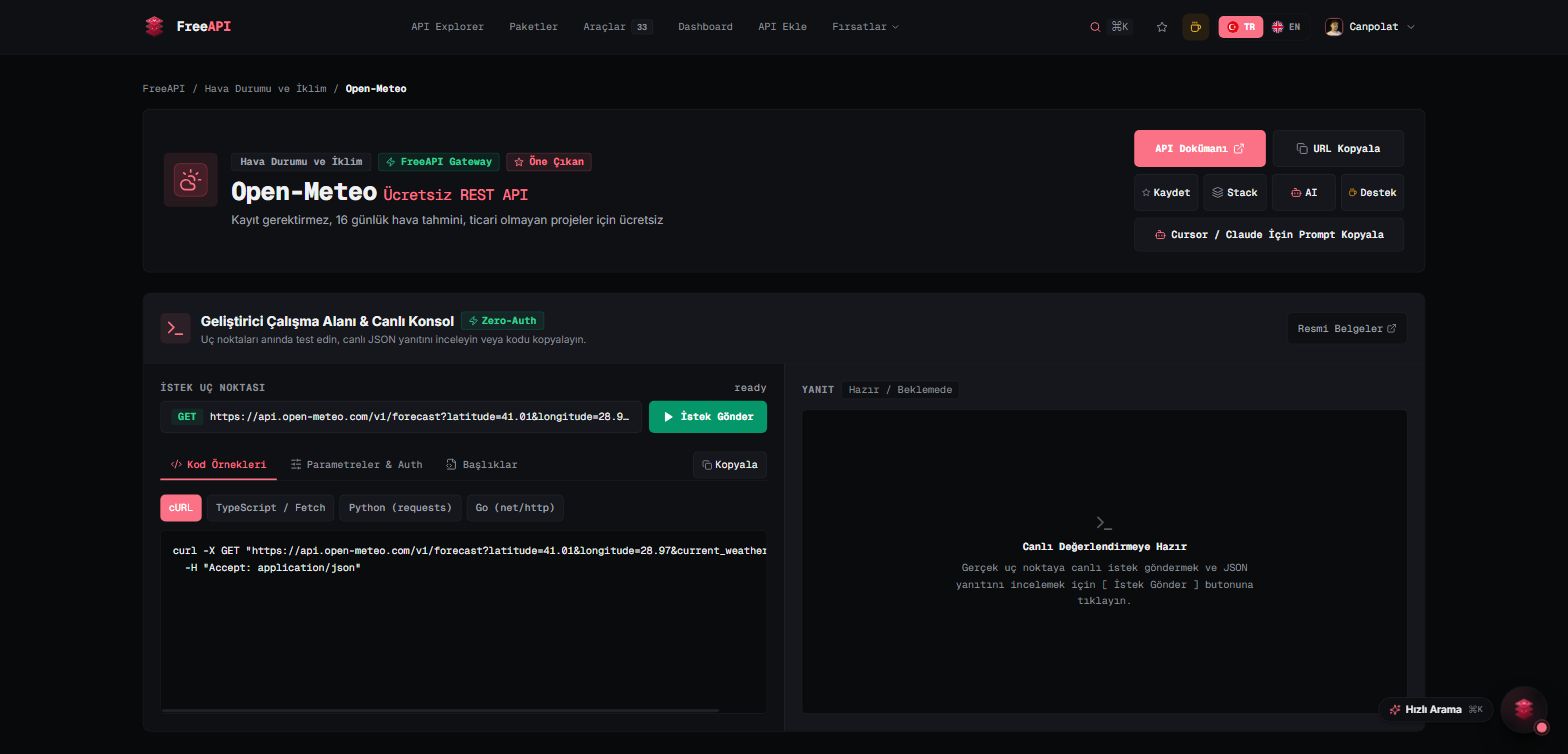 FreeAPI
API Explorer Paketler Araçlar 33 Dashboard API Ekle Fırsatlar
⌘K TR EN Canpolat
FreeAPI / Hava Durumu ve İklim / Open-Meteo
Hava Durumu ve İklim FreeAPI Gateway Öne Çıkan
Open-Meteo Ücretsiz REST API
Kayıt gerektirmez, 16 günlük hava tahmini, ticari olmayan projeler için ücretsiz
API Dokümanı URL Kopyala
Kaydet Stack AI Destek
Cursor / Claude İçin Prompt Kopyala
Geliştirici Çalışma Alanı & Canlı Konsol Zero-Auth
Uç noktaları anında test edin, canlı JSON yanıtını inceleyin veya kodu kopyalayın.
Resmi Belgeler
İSTEK UÇ NOKTASI ready
GET https://api.open-meteo.com/v1/forecast?latitude=41.01&longitude=28.9… İstek Gönder
Kod Örnekleri Parametreler & Auth Başlıklar Kopyala
cURL TypeScript / Fetch Python (requests) Go (net/http)
curl -X GET "https://api.open-meteo.com/v1/forecast?latitude=41.01&longitude=28.97&current_weather
-H "Accept: application/json"
YANIT Hazır / Beklemede
>_
Canlı Değerlendirmeye Hazır
Gerçek uç noktaya canlı istek göndermek ve JSON
yanıtını incelemek için [ İstek Gönder ] butonuna
tıklayın.
Hızlı Arama ⌘K